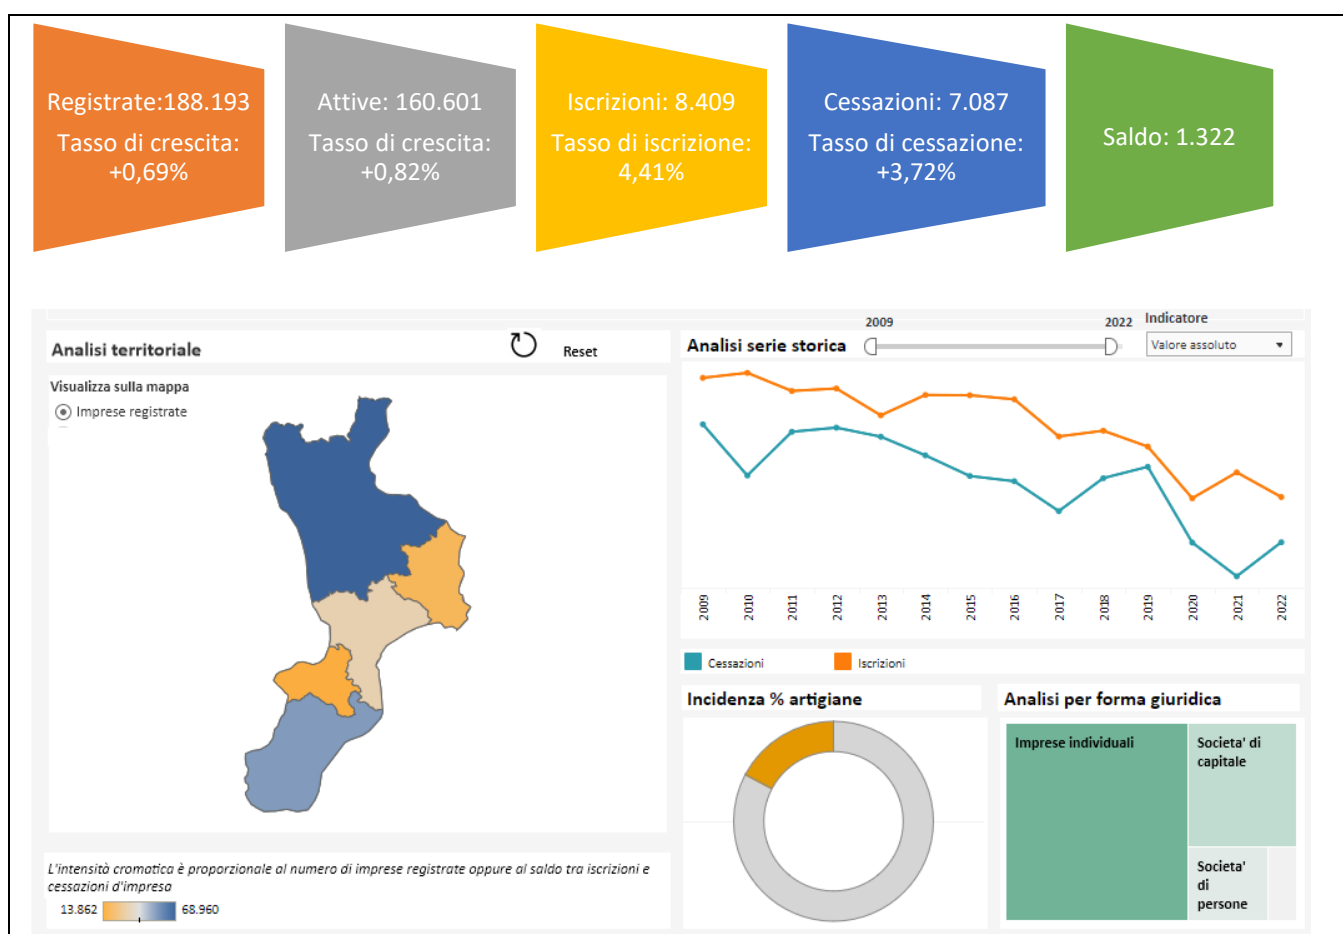 Registrate:188.193
Tasso di crescita:
+0,69%
Attive: 160.601
Tasso di crescita:
+0,82%
Iscrizioni: 8.409
Tasso di iscrizione:
4,41%
Cessazioni: 7.087
Tasso di cessazione:
+3,72%
Saldo: 1.322
Analisi territoriale
Reset
Visualizza sulla mappa
Imprese registrate
L'intensità cromatica è proporzionale al numero di imprese registrate oppure al saldo tra iscrizioni e
cessazioni d'impresa
13.862
68.960
2009
2022
Indicatore
Analisi serie storica
Valore assoluto
2009
2010
2011
2012
2013
2014
2015
2016
2017
2018
2019
2020
2021
2022
Cessazioni
Iscrizioni
Incidenza % artigiane
Analisi per forma giuridica
Imprese individuali
Societa' di
capitale
Societa'
di
persone